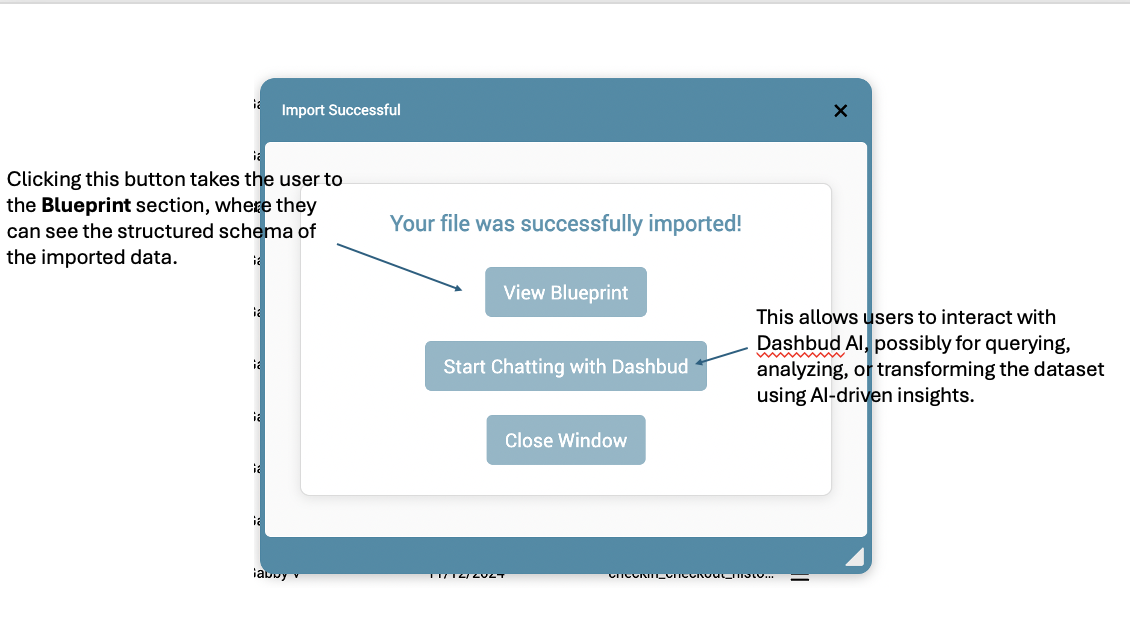 Import Successful
Clicking this button takes the user to
the Blueprint section, where they
can see the structured schema of
the imported data.
Your file was successfully imported!
View Blueprint
This allows users to interact with
Dashbud AI, possibly for querying,
analyzing, or transforming the dataset
using AI-driven insights.
Start Chatting with Dashbud
Close Window
11/12/2024 checkin_checkout_histo...